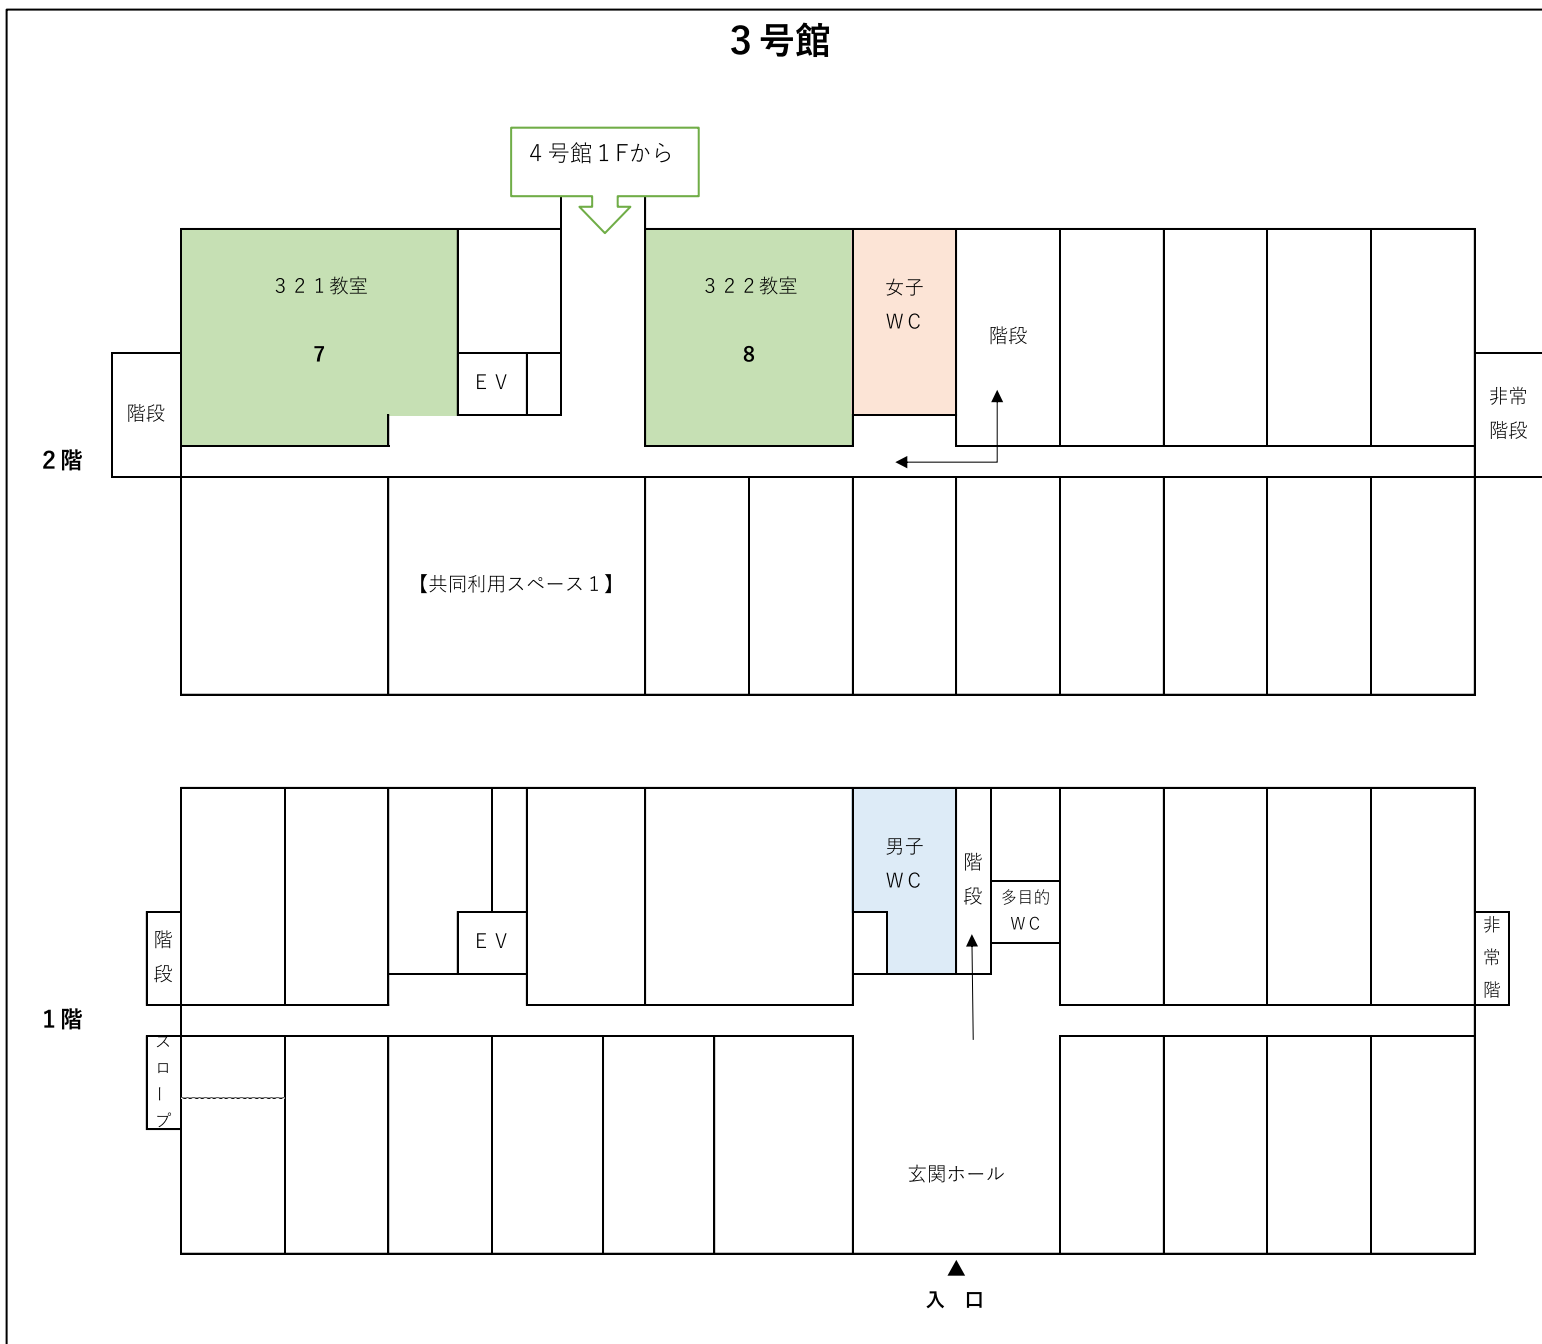 ３号館
４号館１Fから
３２１教室
7
３２２教室
8
女子
ＷＣ
階段
ＥＶ
階段
非常
階段
2階
【共同利用スペース１】
男子
ＷＣ
階
段
多目的
ＷＣ
ＥＶ
階
段
非
常
階
1階
ス
ロ
ー
プ
玄関ホール
▲
入　口